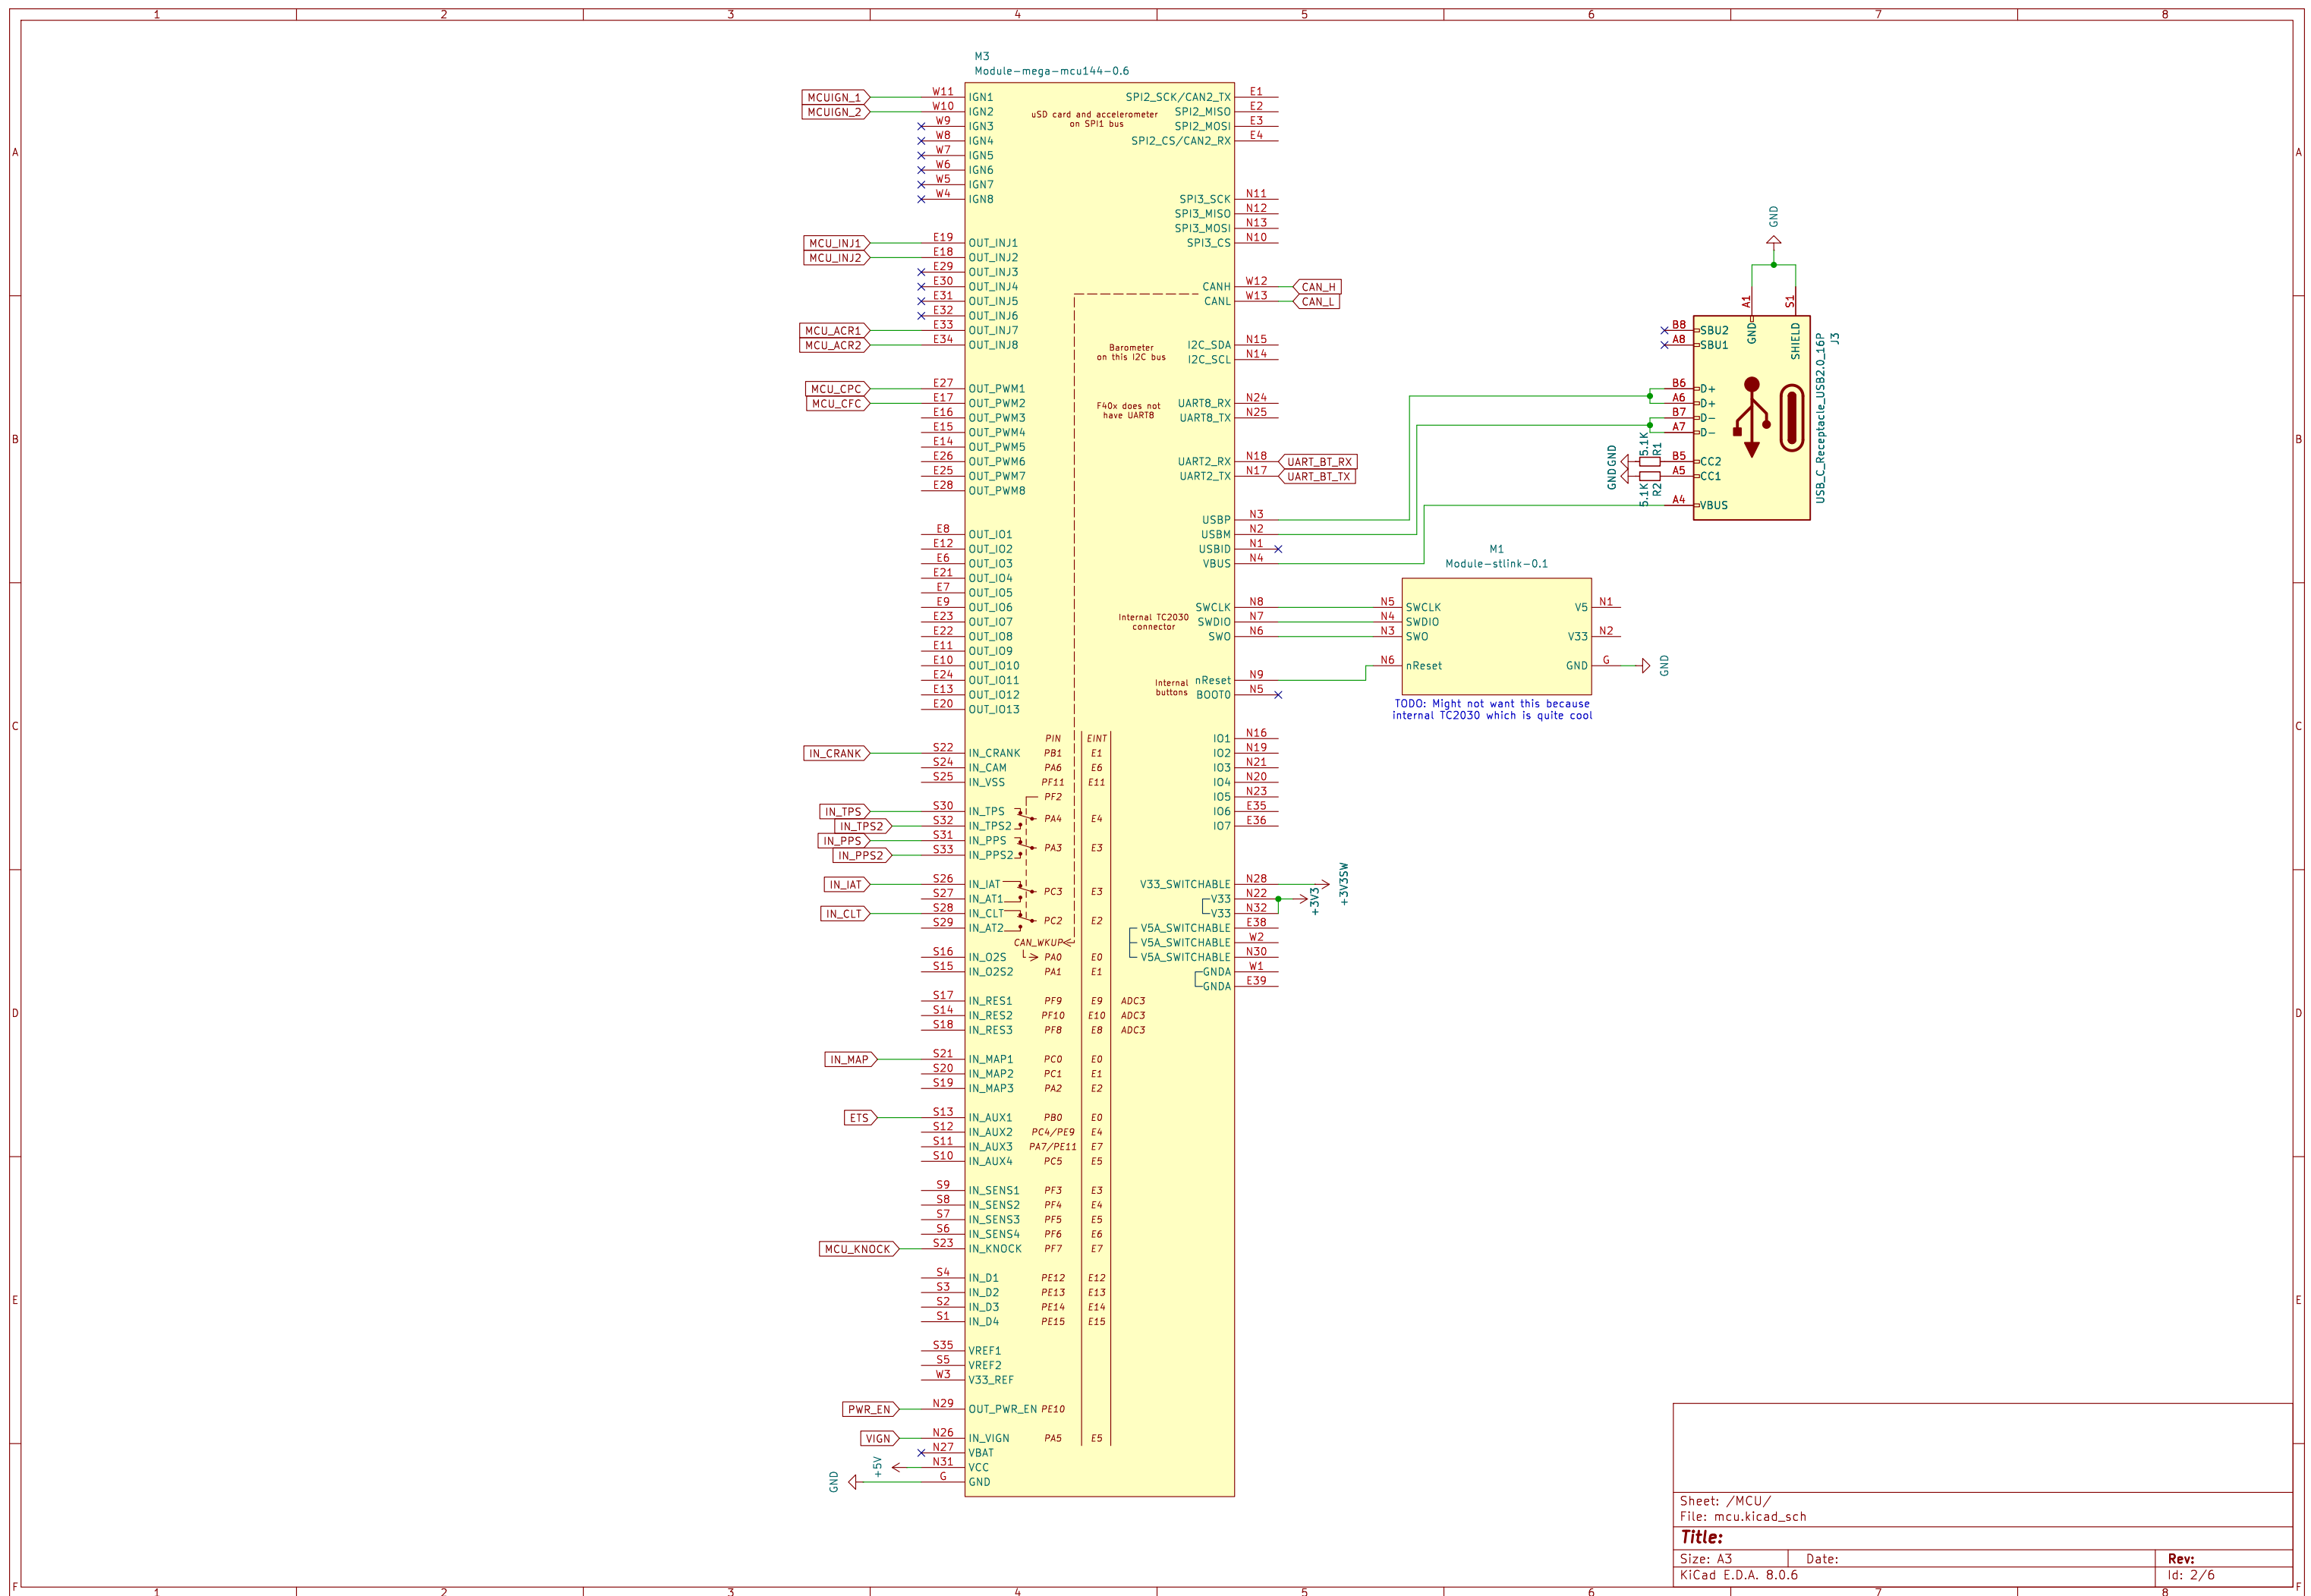 1 2 3 4 5 6 7 8
A
B
C
D
E
F
A
B
C
D
E
F
M3
Module-mega-mcu144-0.6
MCUIGN_1 W11 IGN1
MCUIGN_2 W10 IGN2
W9 IGN3
W8 IGN4
W7 IGN5
W6 IGN6
W5 IGN7
W4 IGN8
MCU_INJ1 E19 OUT_INJ1
MCU_INJ2 E18 OUT_INJ2
E29 OUT_INJ3
E30 OUT_INJ4
E31 OUT_INJ5
E32 OUT_INJ6
MCU_ACR1 E33 OUT_INJ7
MCU_ACR2 E34 OUT_INJ8
MCU_CPC E27 OUT_PWM1
MCU_CFC E17 OUT_PWM2
E16 OUT_PWM3
E15 OUT_PWM4
E14 OUT_PWM5
E26 OUT_PWM6
E25 OUT_PWM7
E28 OUT_PWM8
E8 OUT_IO1
E12 OUT_IO2
E6 OUT_IO3
E21 OUT_IO4
E7 OUT_IO5
E9 OUT_IO6
E23 OUT_IO7
E22 OUT_IO8
E11 OUT_IO9
E10 OUT_IO10
E24 OUT_IO11
E13 OUT_IO12
E20 OUT_IO13
PIN EINT
IN_CRANK S22 IN_CRANK PB1 E1
S24 IN_CAM PA6 E6
S25 IN_VSS PF11 E11
PF2
IN_TPS S30 IN_TPS
PA4 E4
IN_TPS2 S32 IN_TPS2
IN_PPS S31 IN_PPS
PA3 E3
IN_PPS2 S33 IN_PPS2
IN_IAT S26 IN_IAT
PC3 E3
S27 IN_AT1
IN_CLT S28 IN_CLT
PC2 E2
S29 IN_AT2
CAN_WKUP
S16 IN_O2S PA0 E0
S15 IN_O2S2 PA1 E1
S17 IN_RES1 PF9 E9 ADC3
S14 IN_RES2 PF10 E10 ADC3
S18 IN_RES3 PF8 E8 ADC3
IN_MAP S21 IN_MAP1 PC0 E0
S20 IN_MAP2 PC1 E1
S19 IN_MAP3 PA2 E2
ETS S13 IN_AUX1 PB0 E0
S12 IN_AUX2 PC4/PE9 E4
S11 IN_AUX3 PA7/PE11 E7
S10 IN_AUX4 PC5 E5
S9 IN_SENS1 PF3 E3
S8 IN_SENS2 PF4 E4
S7 IN_SENS3 PF5 E5
S6 IN_SENS4 PF6 E6
MCU_KNOCK S23 IN_KNOCK PF7 E7
S4 IN_D1 PE12 E12
S3 IN_D2 PE13 E13
S2 IN_D3 PE14 E14
S1 IN_D4 PE15 E15
S35 VREF1
S5 VREF2
W3 V33_REF
PWR_EN N29 OUT_PWR_EN PE10
VIGN N26 IN_VIGN PA5 E5
N27 VBAT
+5V N31 VCC
GND G GND
uSD card and accelerometer
on SPI1 bus
SPI2_SCK/CAN2_TX E1
SPI2_MISO E2
SPI2_MOSI E3
SPI2_CS/CAN2_RX E4
SPI3_SCK N11
SPI3_MISO N12
SPI3_MOSI N13
SPI3_CS N10
CANH W12 CAN_H
CANL W13 CAN_L
Barometer
on this I2C bus
I2C_SDA N15
I2C_SCL N14
F40x does not
have UART8
UART8_RX N24
UART8_TX N25
UART2_RX N18 UART_BT_RX
UART2_TX N17 UART_BT_TX
USBP N3
USBM N2
USBID N1
VBUS N4
Internal TC2030
connector
SWCLK N8
SWDIO N7
SWO N6
Internal
buttons
nReset N9
BOOT0 N5
IO1 N16
IO2 N19
IO3 N21
IO4 N20
IO5 N23
IO6 E35
IO7 E36
V33_SWITCHABLE N28 +3V3SW
V33 N22 +3V3
V33 N32
V5A_SWITCHABLE E38
V5A_SWITCHABLE W2
V5A_SWITCHABLE N30
GNDA W1
GNDA E39
M1
Module-stlink-0.1
N5 SWCLK V5 N1
N4 SWDIO V33 N2
N3 SWO
N6 nReset GND G GND
TODO: Might not want this because
internal TC2030 which is quite cool
GND
A1 S1
GND SHIELD
B8 SBU2
A8 SBU1
B6 D+
A6 D+
B7 D-
A7 D-
GND 5.1K R1 B5 CC2
GND 5.1K R2 A5 CC1
A4 VBUS
USB_C_Receptacle_USB2.0_16P
J3
Sheet: /MCU/
File: mcu.kicad_sch
Title:
Size: A3 Date: Rev:
KiCad E.D.A. 8.0.6 Id: 2/6
1 2 3 4 5 6 7 8